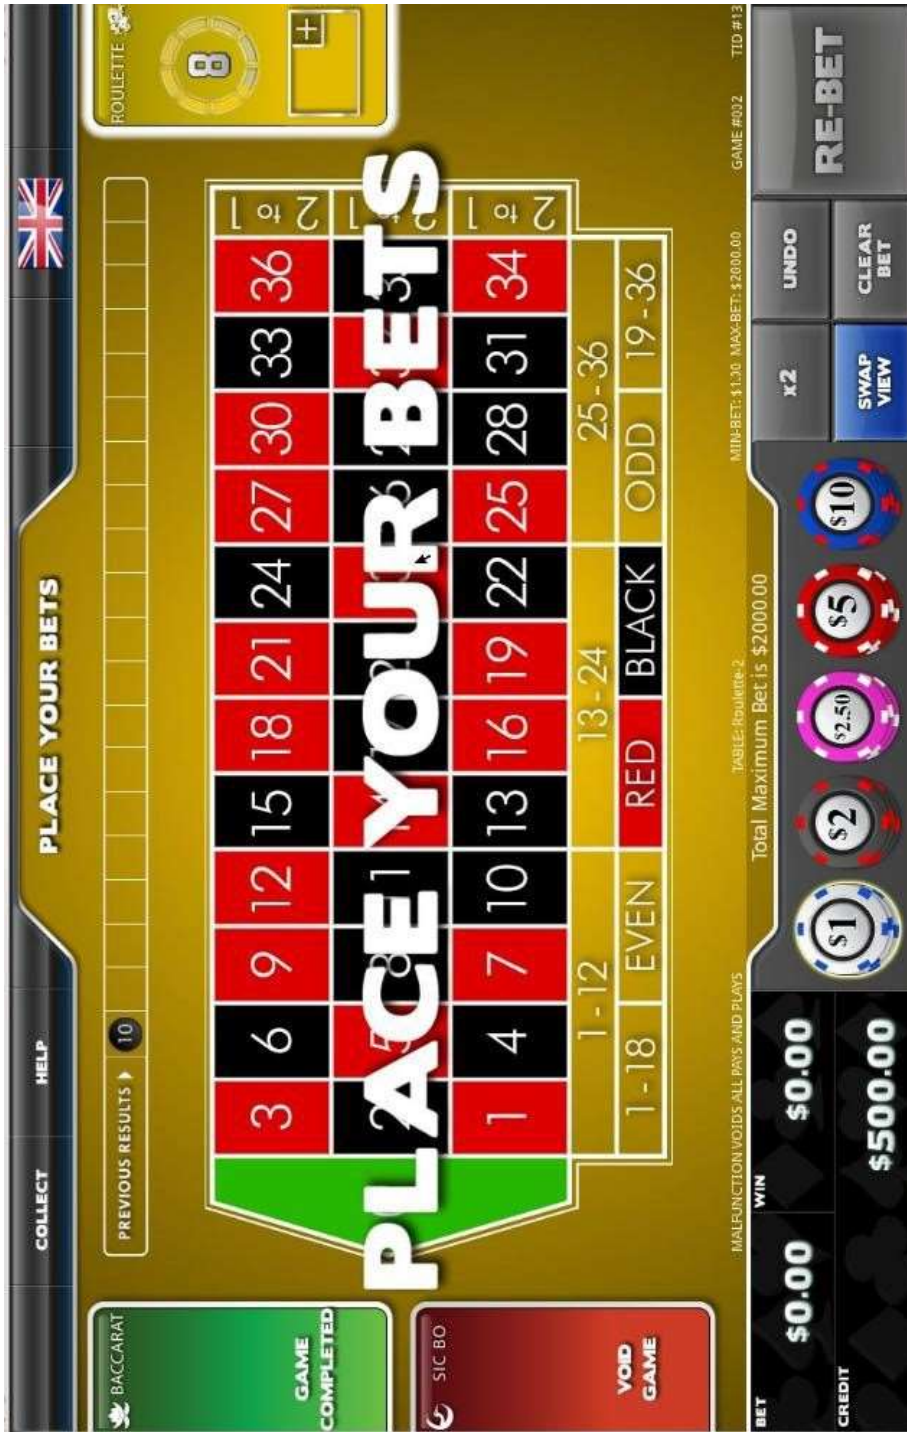 COLLECT
HELP
PLACE YOUR BETS
BACCARAT
GAME
COMPLETED
SIC BO
VOID
GAME
PREVIOUS RESULTS
10
ROULETTE
8
+
3 6 9 12 15 18 21 24 27 30 33 36 2 to 1
PLACE YOUR BETS
1 4 7 10 13 16 19 22 25 28 31 34 2 to 1
1 - 12 13 - 24 25 - 36
1 - 18 EVEN RED BLACK ODD 19 - 36
MALFUNCTION VOIDS ALL PAYS AND PLAYS TABLE: Roulette-2 MIN-BET: $1.00 MAX-BET: $2000.00 GAME #032 TID #13
Total Maximum Bet is $2000.00
BET
$0.00
WIN
$0.00
CREDIT
$500.00
$1 $2 $2.50 $5 $10
X2
UNDO
SWAP
VIEW
CLEAR
BET
RE-BET